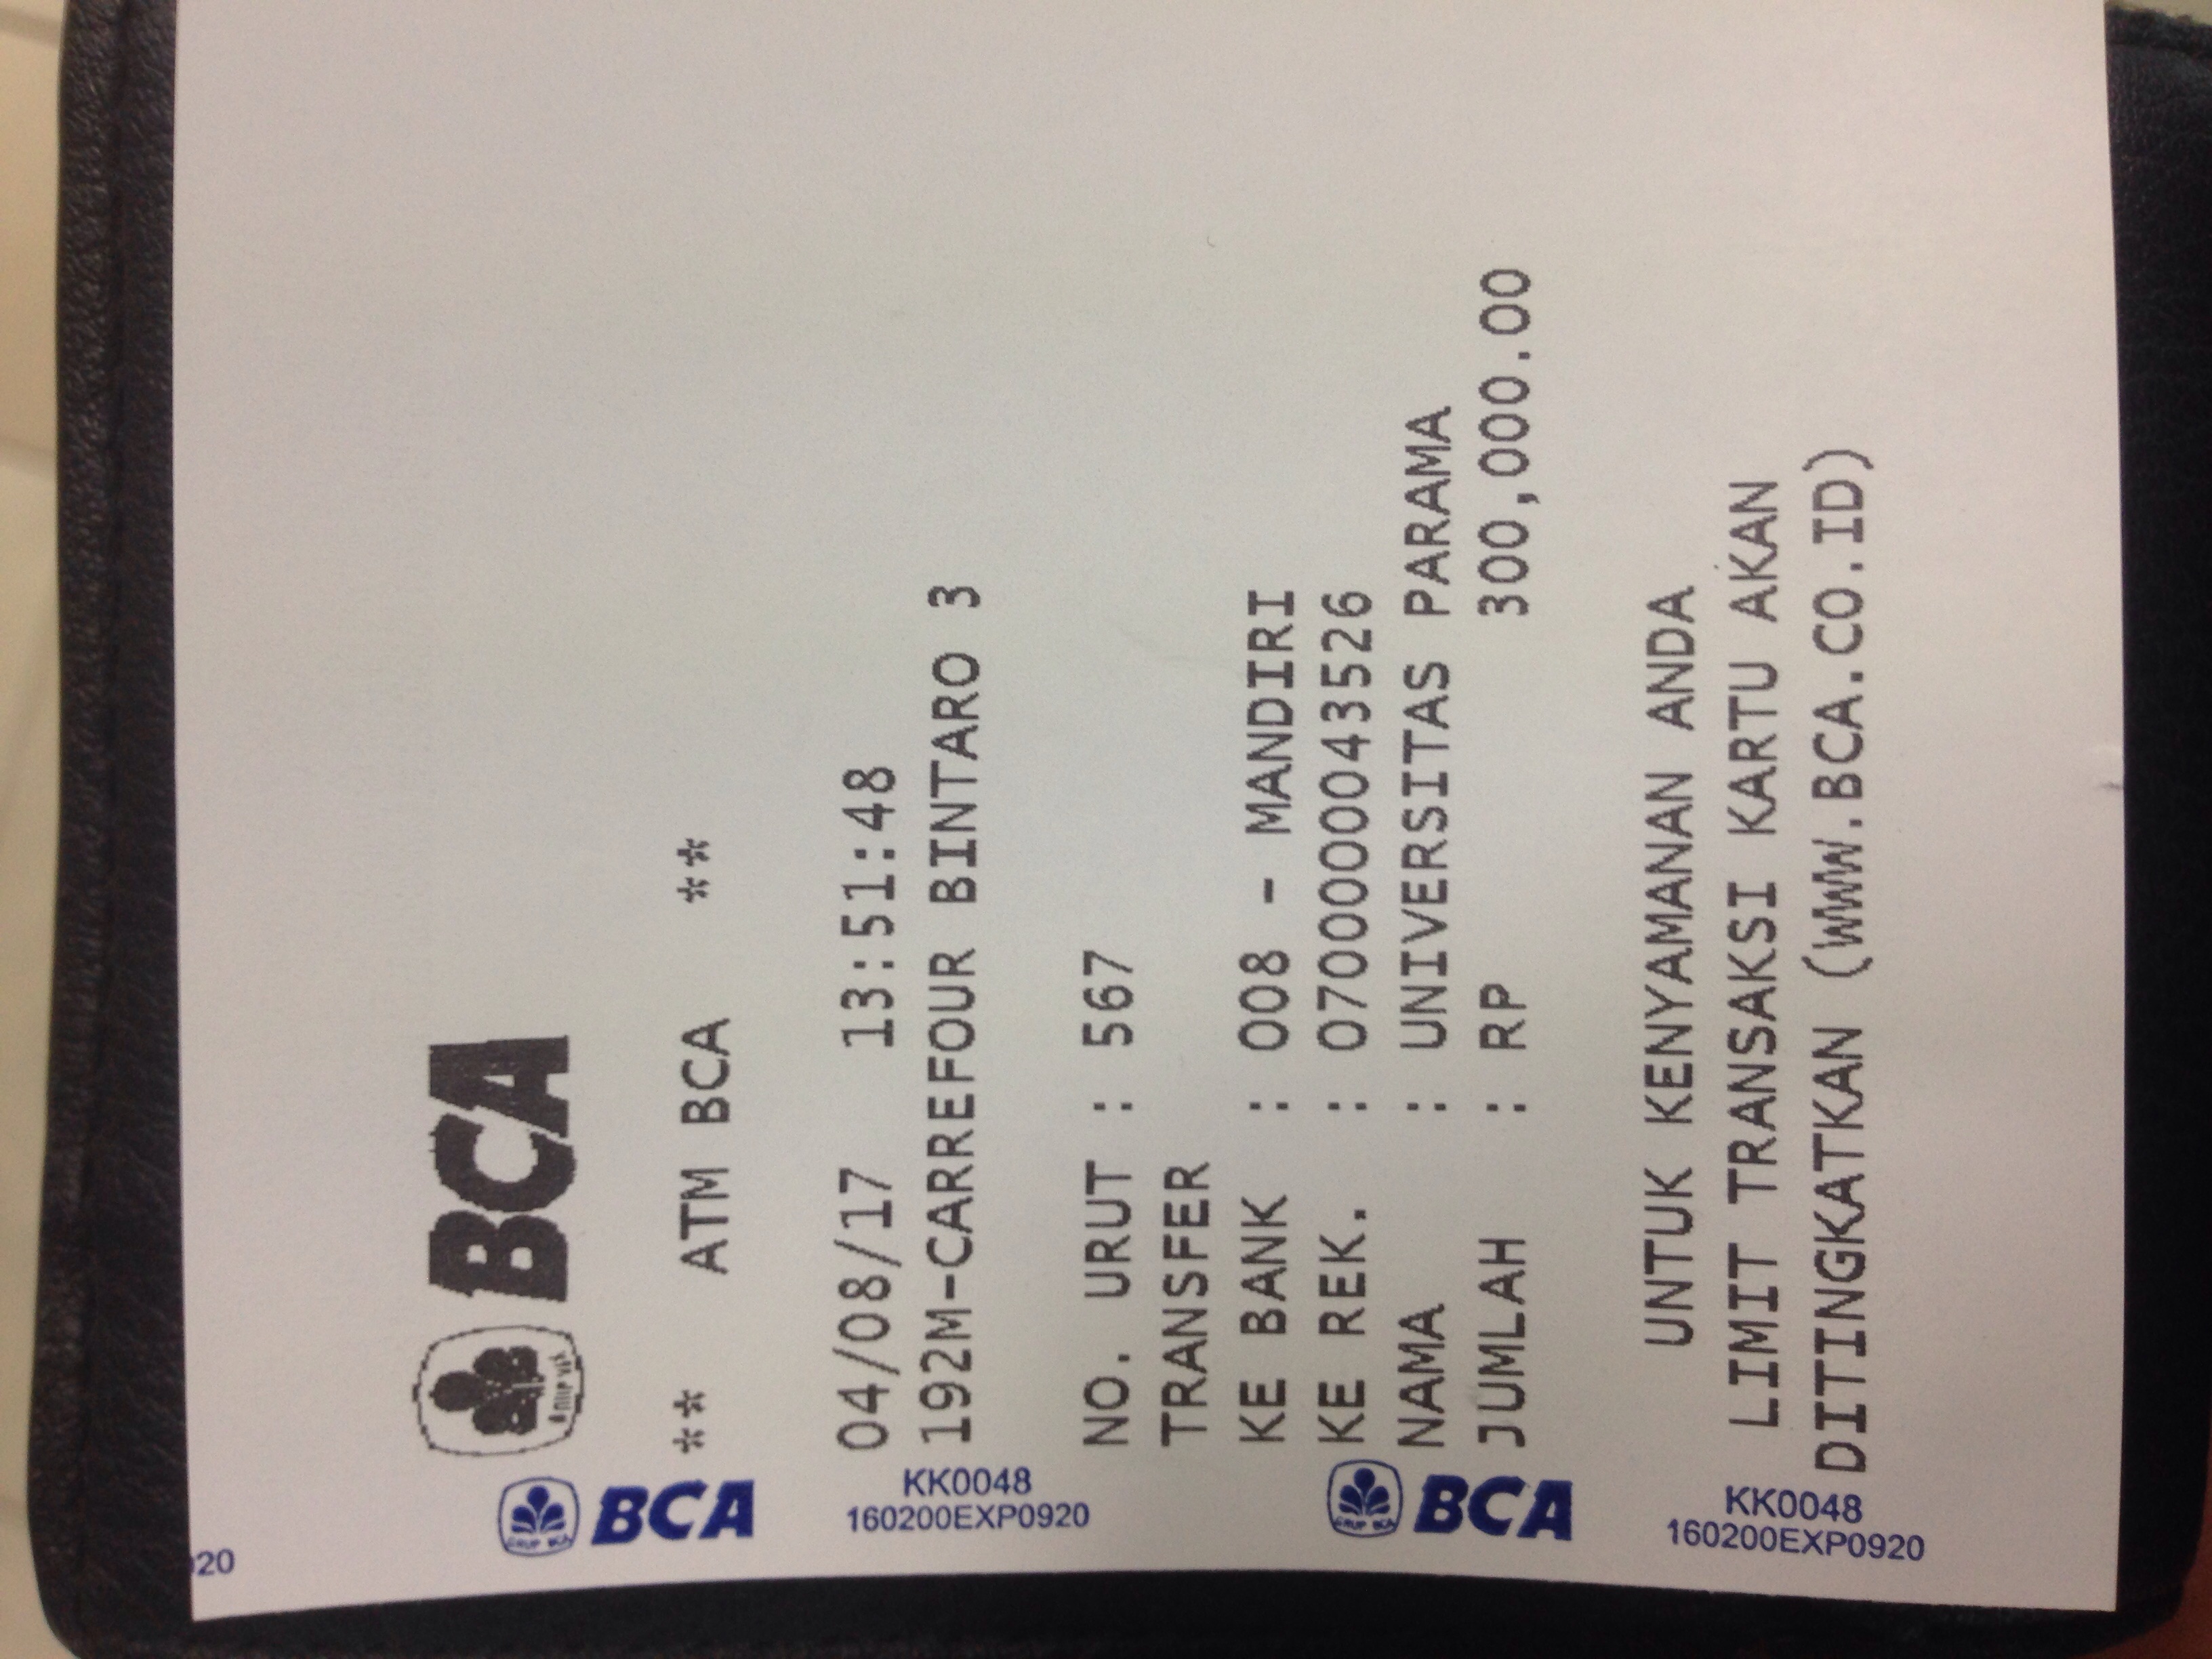 20
BCA
** ATM BCA **
04/08/17 13:51:48
192M-CARREFOUR BINTARO 3
NO. URUT : 567
TRANSFER
KE BANK : 008 - MANDIRI
KE REK. : 0700000043526
NAMA : UNIVERSITAS PARAMA
JUMLAH : RP 300,000.00
UNTUK KENYAMANAN ANDA
LIMIT TRANSAKSI KARTU AKAN
DITINGKATKAN (WWW.BCA.CO.ID)
BCA
KK0048
160200EXP0920
BCA
KK0048
160200EXP0920